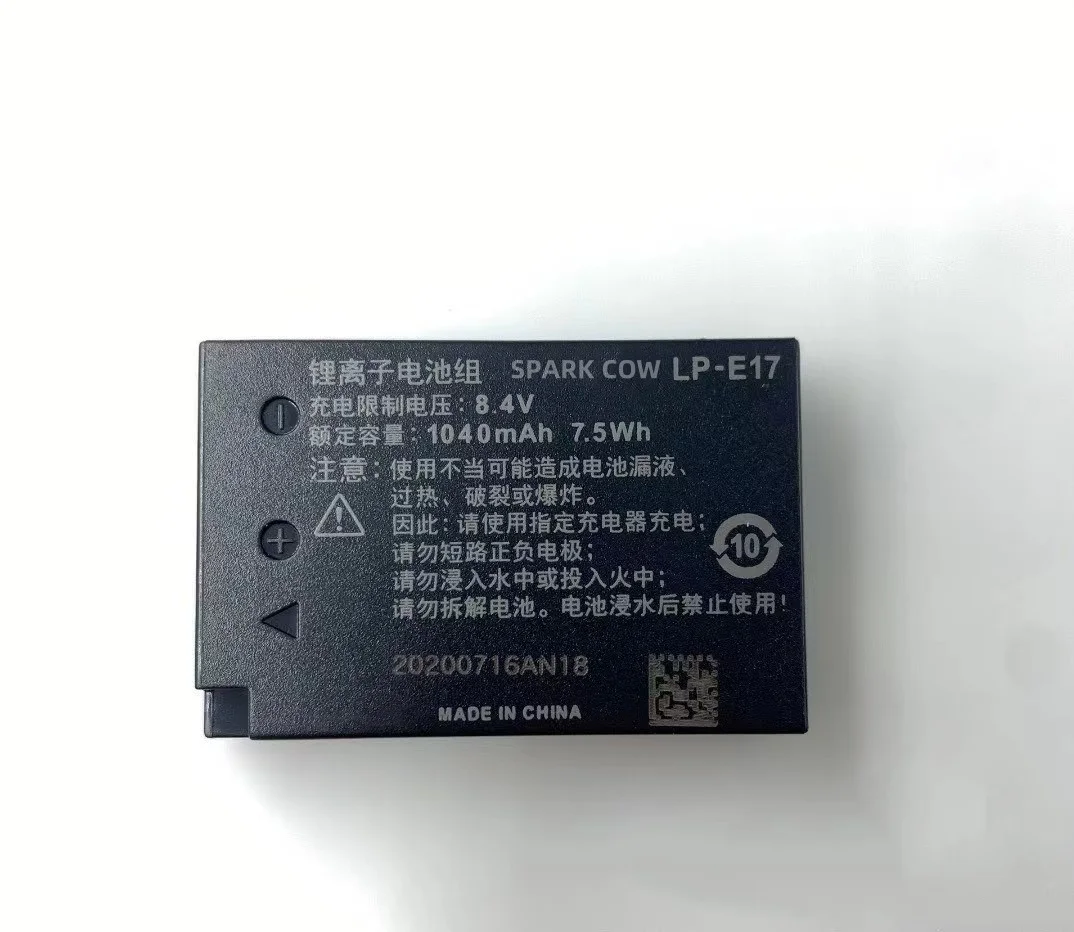 锂离子电池组 SPARK COW LP-E17
充电限制电压：8.4V
额定容量：1040mAh 7.5Wh
注意：使用不当可能造成电池漏液、
过热、破裂或爆炸。
因此：请使用指定充电器充电；
请勿短路正负电极；
请勿浸入水中或投入火中；
请勿拆解电池。电池浸水后禁止使用！
10
20200716AN18
MADE IN CHINA